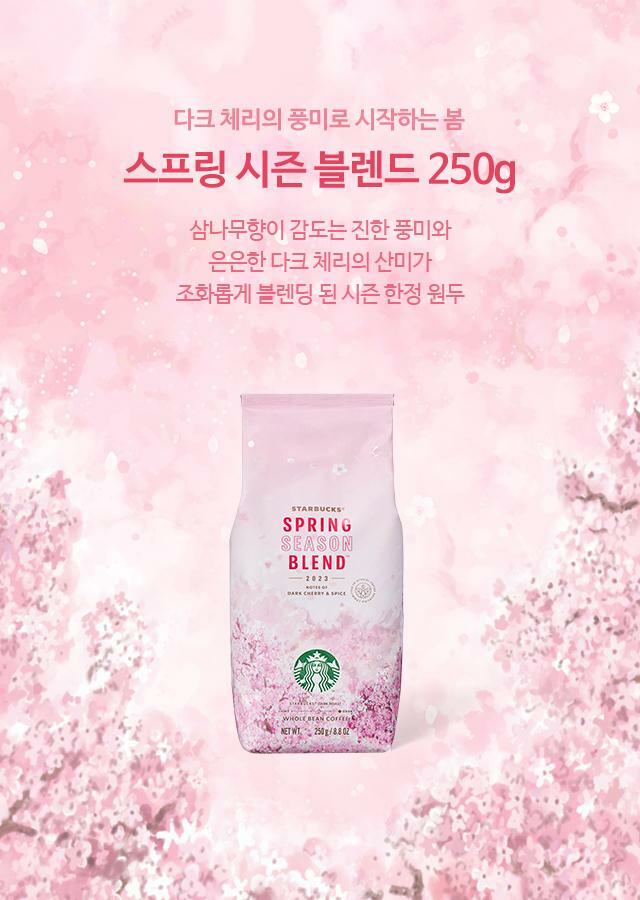 다크 체리의 풍미로 시작하는 봄
스프링 시즌 블렌드 250g
삼나무향이 감도는 진한 풍미와
은은한 다크 체리의 산미가
조화롭게 블렌딩 된 시즌 한정 원두
STARBUCKS®
SPRING
SEASON
BLEND™
2023
NOTES OF
DARK CHERRY & SPICE
STARBUCKS® DARK ROAST
WHOLE BEAN COFFEE
NET WT. 250g / 8.8 OZ